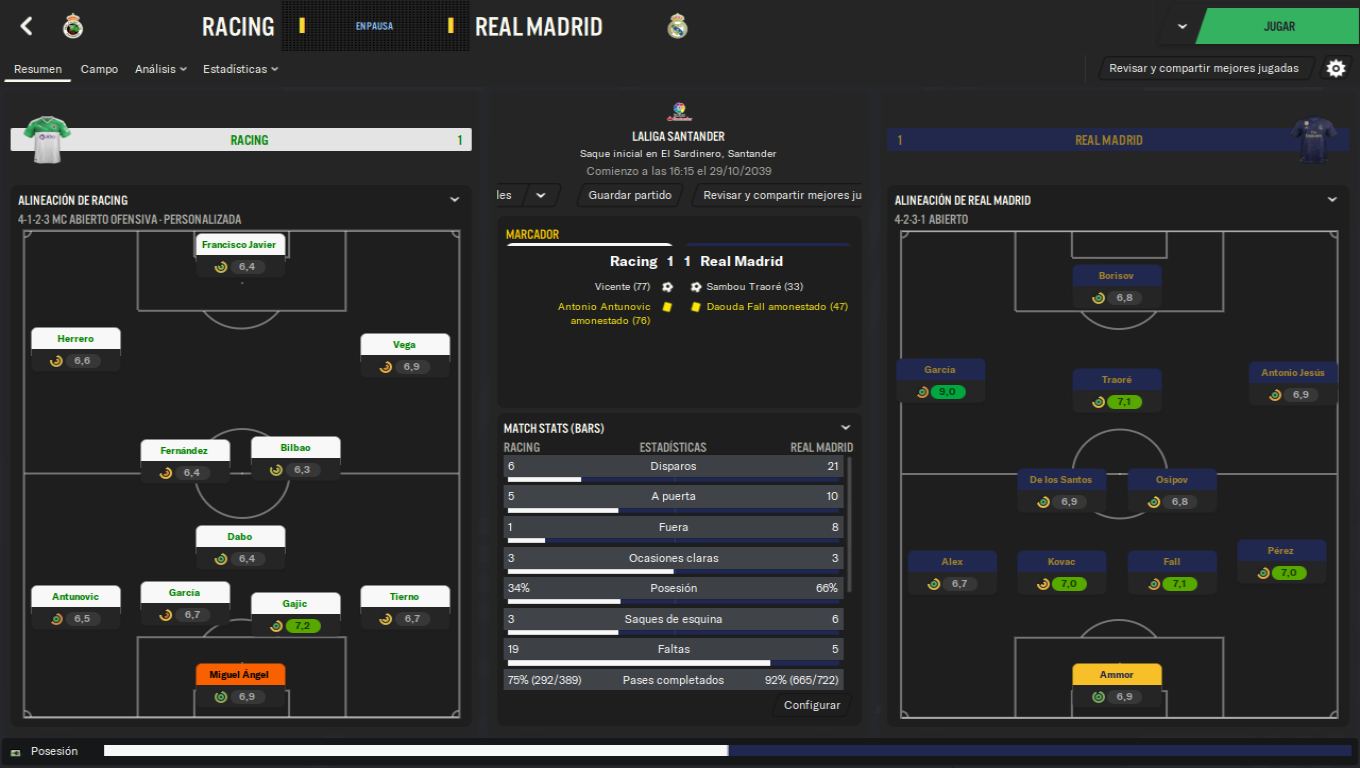 RACING
EN PAUSA
REAL MADRID
JUGAR
Resumen
Campo
Análisis
Estadísticas
Revisar y compartir mejores jugadas
RACING 1
LALIGA SANTANDER
Saque inicial en El Sardinero, Santander
Comienzo a las 16:15 el 29/10/2039
1 REAL MADRID
les
Guardar partido
Revisar y compartir mejores ju
ALINEACIÓN DE RACING
4-1-2-3 MC ABIERTO OFENSIVA - PERSONALIZADA
Francisco Javier
6,4
Herrero
6,6
Vega
6,9
Fernández
6,4
Bilbao
6,3
Dabo
6,4
Antunovic
6,5
García
6,7
Gajic
7,2
Tierno
6,7
Miguel Ángel
6,9
MARCADOR
Racing 1 1 Real Madrid
Vicente (77) Sambou Traoré (33)
Antonio Antunovic Daouda Fall amonestado (47)
amonestado (76)
MATCH STATS (BARS)
RACING ESTADÍSTICAS REAL MADRID
6 Disparos 21
5 A puerta 10
1 Fuera 8
3 Ocasiones claras 3
34% Posesión 66%
3 Saques de esquina 6
19 Faltas 5
75% (292/389) Pases completados 92% (665/722)
Configurar
ALINEACIÓN DE REAL MADRID
4-2-3-1 ABIERTO
Borisov
6,8
García
9,0
Traoré
7,1
Antonio Jesús
6,9
De los Santos
6,9
Osipov
6,8
Alex
6,7
Kovac
7,0
Fall
7,1
Pérez
7,0
Ammor
6,9
Posesión